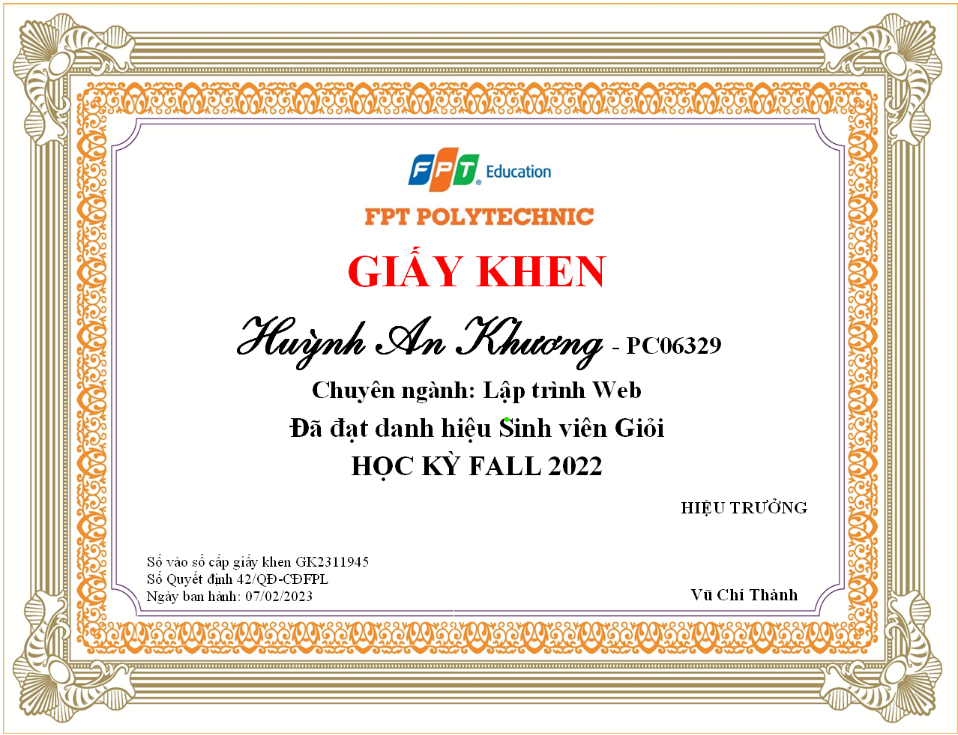 FPT Education
FPT POLYTECHNIC
GIẤY KHEN
Huỳnh An Khương - PC06329
Chuyên ngành: Lập trình Web
Đã đạt danh hiệu Sinh viên Giỏi
HỌC KỲ FALL 2022
HIỆU TRƯỞNG
Số vào sổ cấp giấy khen GK2311945
Số Quyết định 42/QĐ-CĐFPL
Ngày ban hành: 07/02/2023
Vũ Chí Thành